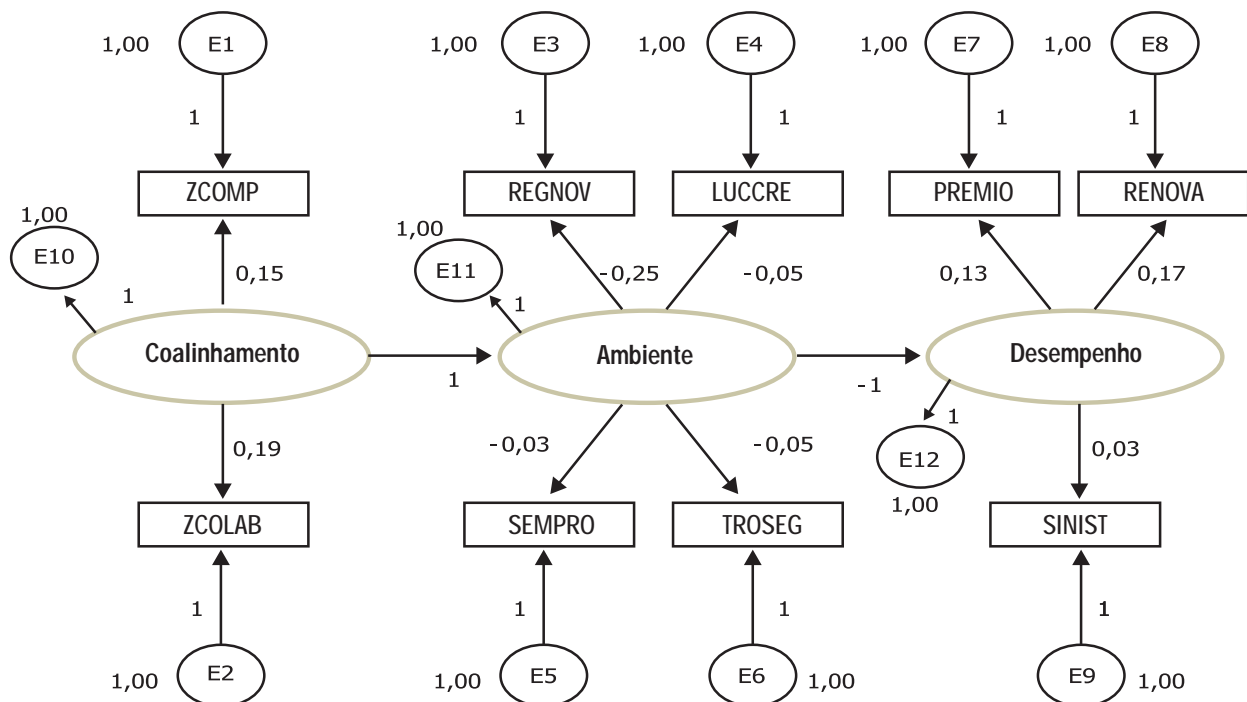 1,00 E1 1,00 E3 1,00 E4 1,00 E7 1,00 E8
1 1 1 1 1
ZCOMP REGNOV LUCCRE PREMIO RENOVA
1,00 1,00
E10 E11
1 0,15 1 -0,25 -0,05 0,13 0,17
Coalinhamento Ambiente Desempenho
1 -1
0,19 -0,03 -0,05 E12 1 0,03
1,00
ZCOLAB SEMPRO TROSEG SINIST
1 1 1 1
1,00 E2 1,00 E5 E6 1,00 E9 1,00